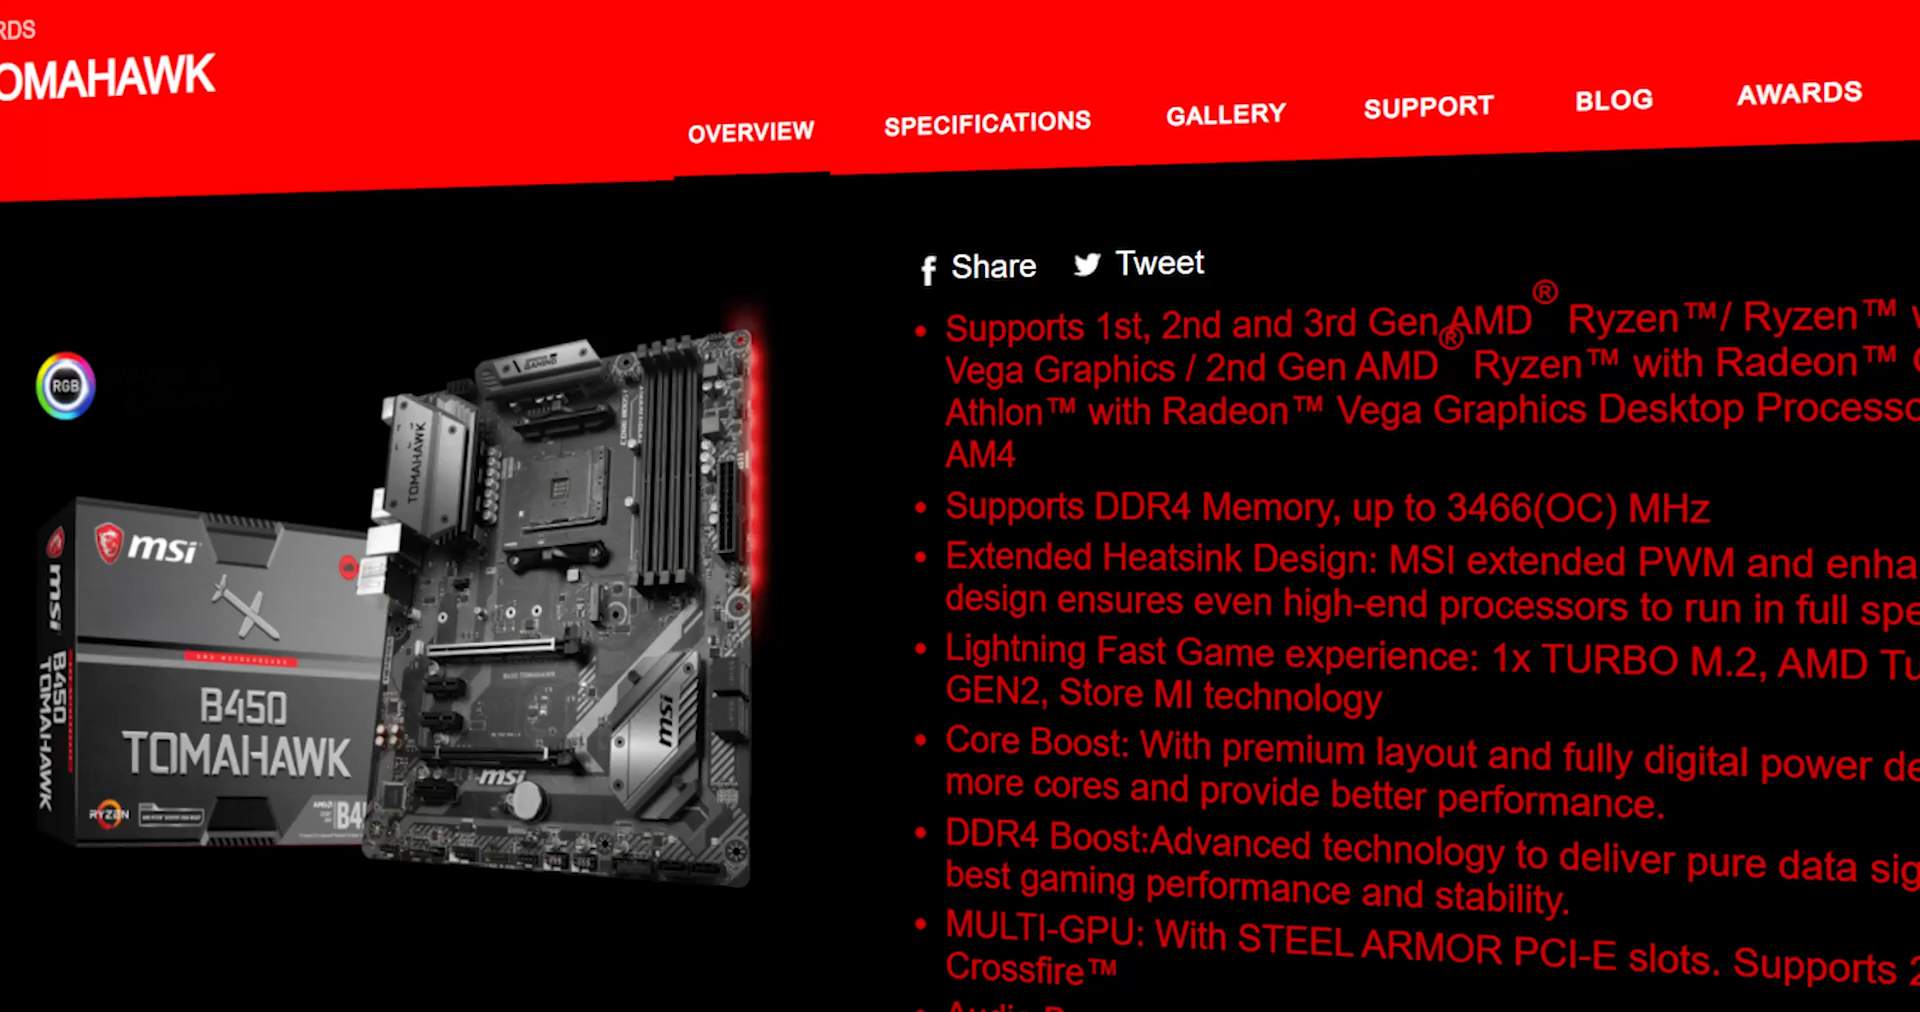 RDS
OMAHAWK
OVERVIEW
SPECIFICATIONS
GALLERY
SUPPORT
BLOG
AWARDS
f Share
Tweet
RGB
• Supports 1st, 2nd and 3rd Gen AMD® Ryzen™/ Ryzen™
Vega Graphics / 2nd Gen AMD® Ryzen™ with Radeon™
Athlon™ with Radeon™ Vega Graphics Desktop Processo
AM4
• Supports DDR4 Memory, up to 3466(OC) MHz
• Extended Heatsink Design: MSI extended PWM and enha
design ensures even high-end processors to run in full spe
• Lightning Fast Game experience: 1x TURBO M.2, AMD Tu
GEN2, Store MI technology
• Core Boost: With premium layout and fully digital power de
more cores and provide better performance.
• DDR4 Boost:Advanced technology to deliver pure data sig
best gaming performance and stability.
• MULTI-GPU: With STEEL ARMOR PCI-E slots. Supports 2
Crossfire™
TOMAHAWK
msi
msi
msi
B450 TOMAHAWK
msi
AMD MOTHERBOARD
B450
TOMAHAWK
RYZEN
B4